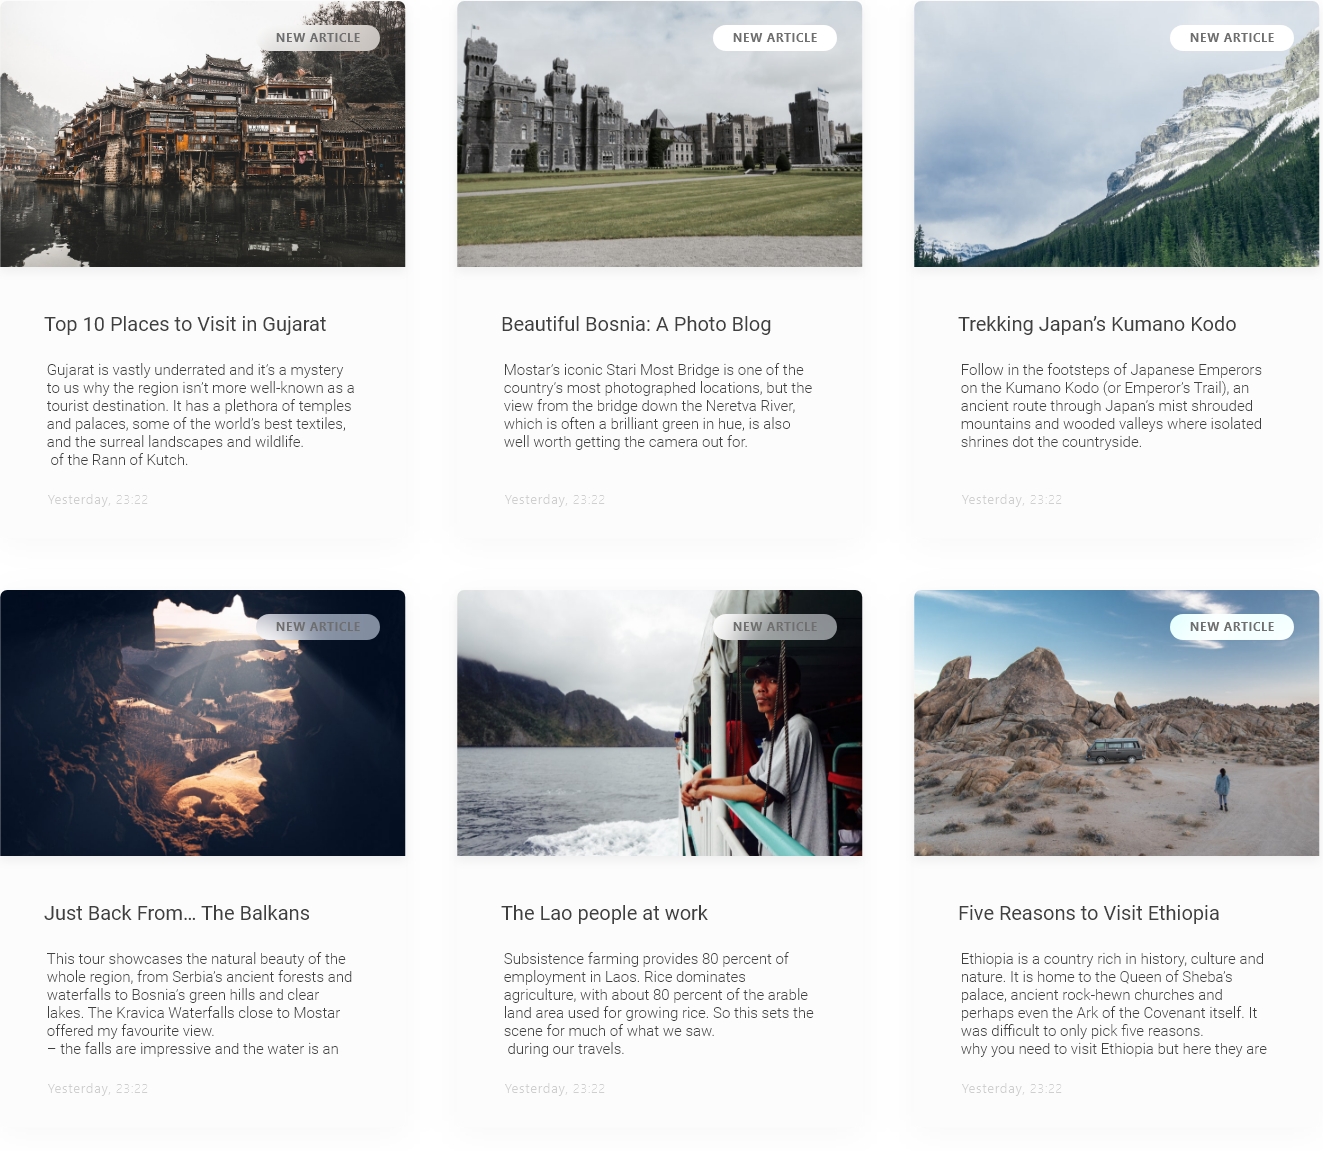 NEW ARTICLE
Top 10 Places to Visit in Gujarat
Gujarat is vastly underrated and it's a mystery
to us why the region isn't more well-known as a
tourist destination. It has a plethora of temples
and palaces, some of the world's best textiles,
and the surreal landscapes and wildlife.
of the Rann of Kutch.
Yesterday, 23:22
NEW ARTICLE
Beautiful Bosnia: A Photo Blog
Mostar's iconic Stari Most Bridge is one of the
country's most photographed locations, but the
view from the bridge down the Neretva River,
which is often a brilliant green in hue, is also
well worth getting the camera out for.
Yesterday, 23:22
NEW ARTICLE
Trekking Japan’s Kumano Kodo
Follow in the footsteps of Japanese Emperors
on the Kumano Kodo (or Emperor's Trail), an
ancient route through Japan's mist shrouded
mountains and wooded valleys where isolated
shrines dot the countryside.
Yesterday, 23:22
NEW ARTICLE
Just Back From… The Balkans
This tour showcases the natural beauty of the
whole region, from Serbia's ancient forests and
waterfalls to Bosnia's green hills and clear
lakes. The Kravica Waterfalls close to Mostar
offered my favourite view.
– the falls are impressive and the water is an
Yesterday, 23:22
NEW ARTICLE
The Lao people at work
Subsistence farming provides 80 percent of
employment in Laos. Rice dominates
agriculture, with about 80 percent of the arable
land area used for growing rice. So this sets the
scene for much of what we saw.
during our travels.
Yesterday, 23:22
NEW ARTICLE
Five Reasons to Visit Ethiopia
Ethiopia is a country rich in history, culture and
nature. It is home to the Queen of Sheba's
palace, ancient rock-hewn churches and
perhaps even the Ark of the Covenant itself. It
was difficult to only pick five reasons.
why you need to visit Ethiopia but here they are
Yesterday, 23:22